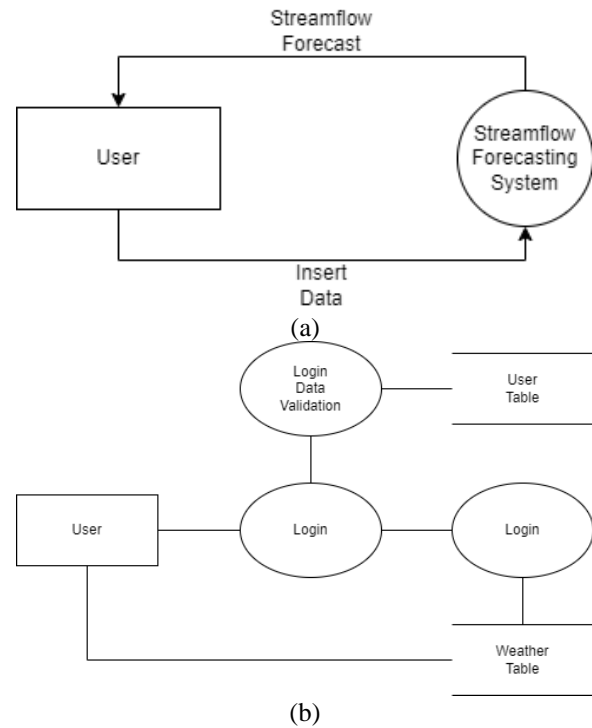 Streamflow
Forecast
User
Streamflow
Forecasting
System
Insert
Data
(a)
Login
Data
Validation
User
Table
User
Login
Login
Weather
Table
(b)